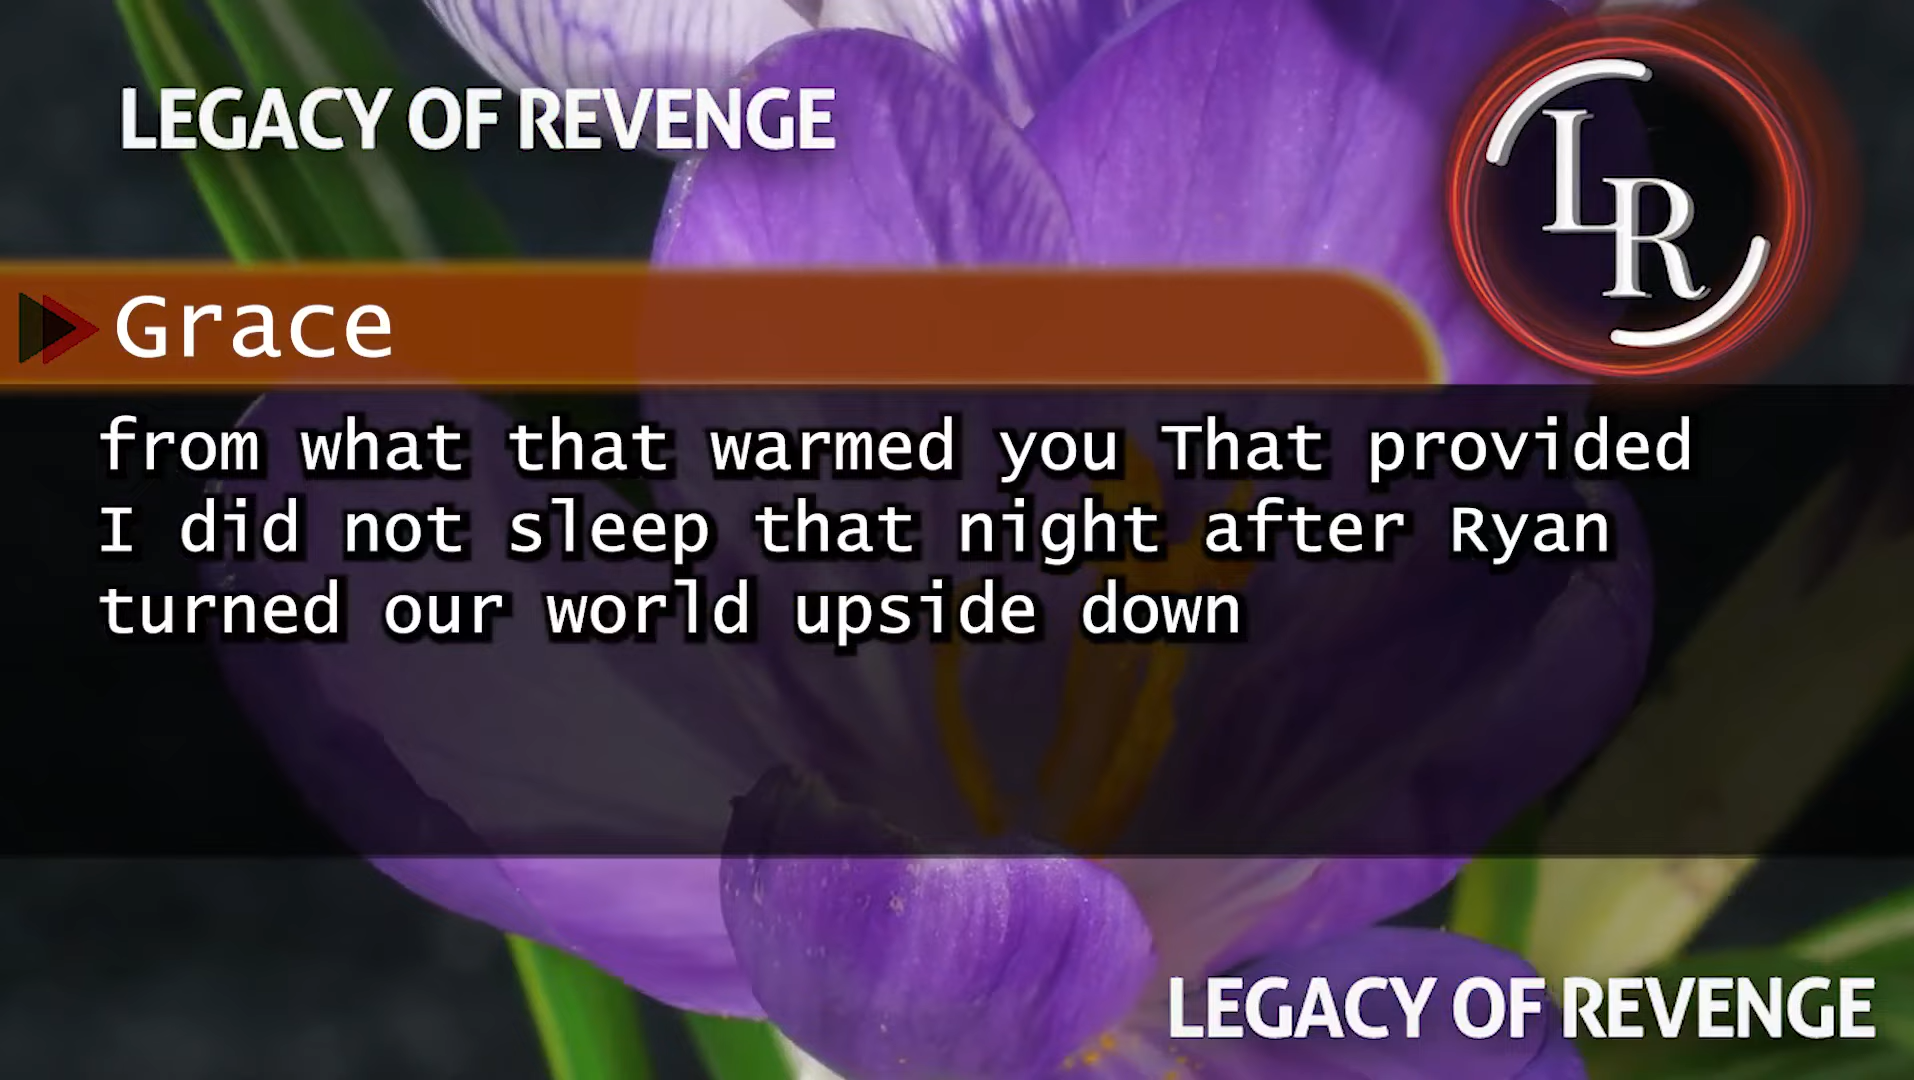 LEGACY OF REVENGE
LR
Grace
from what that warmed you That provided
I did not sleep that night after Ryan
turned our world upside down
LEGACY OF REVENGE